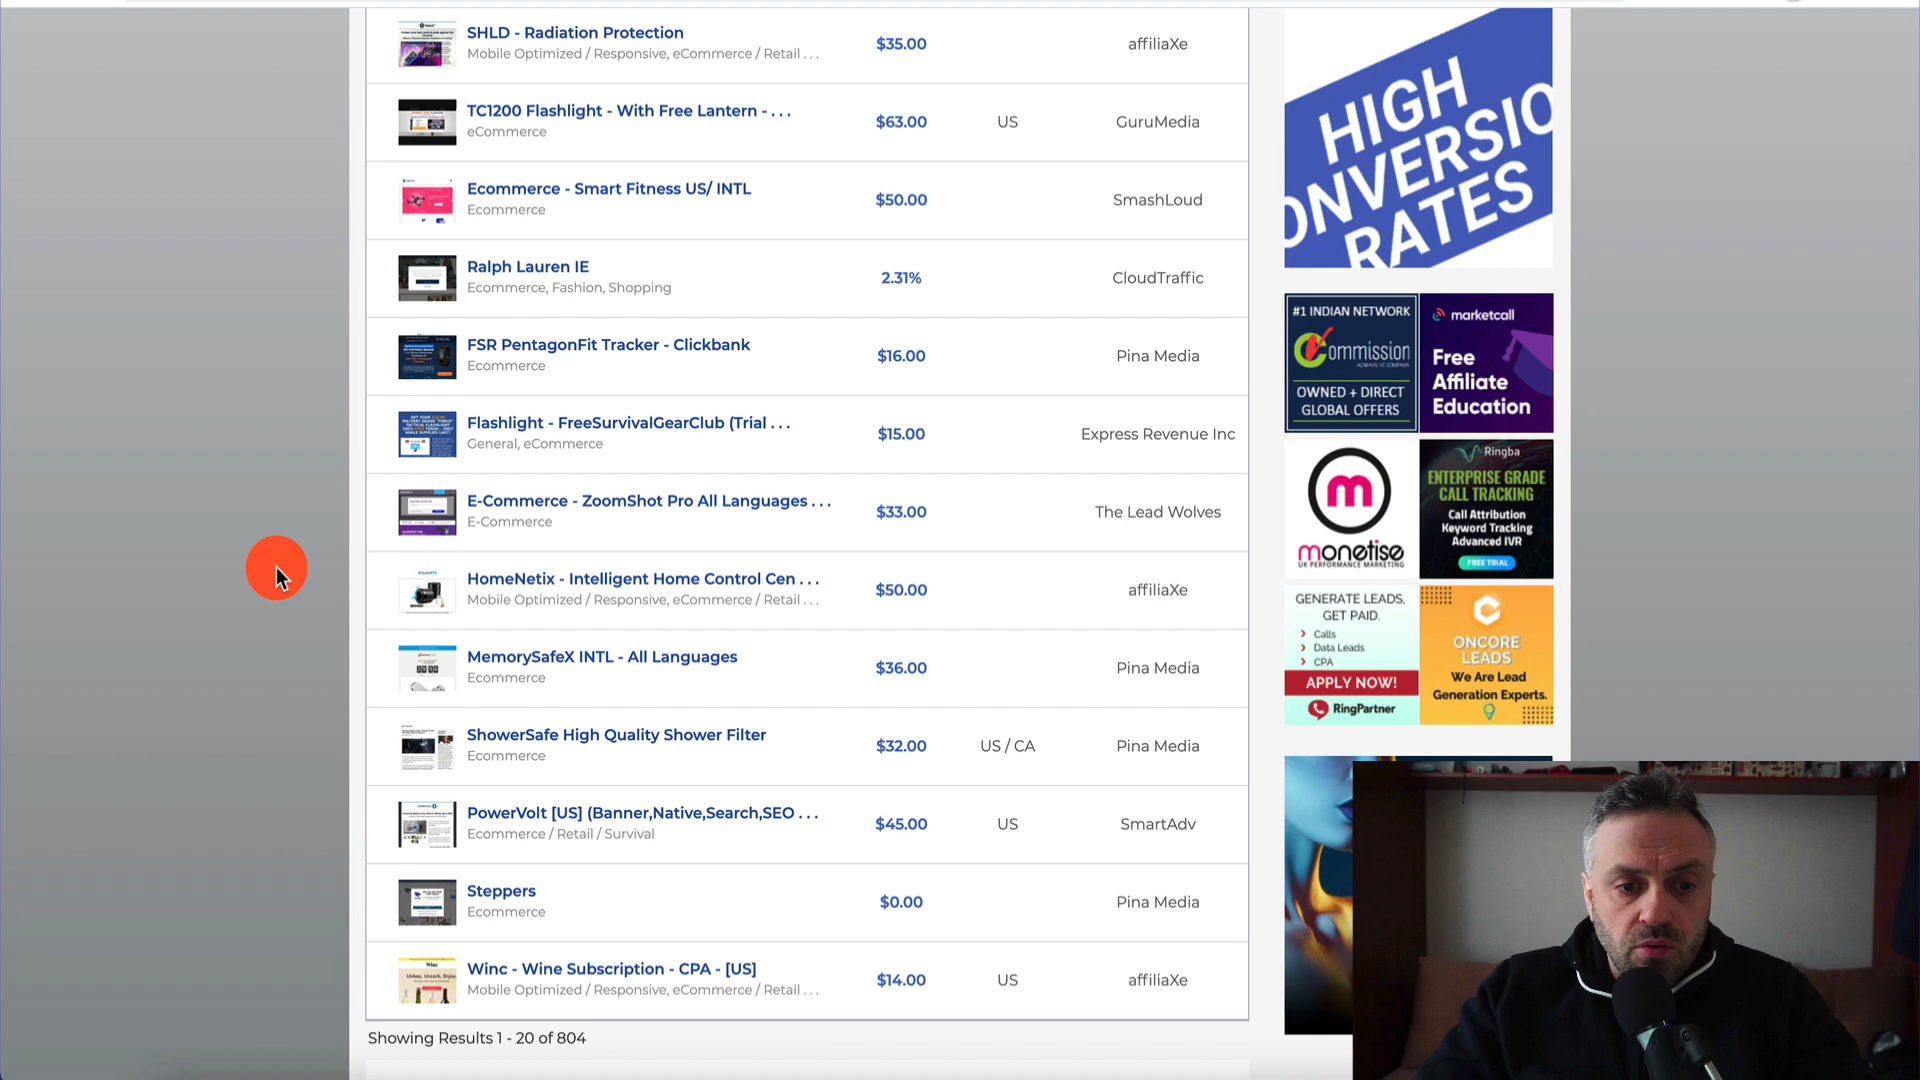 SHLD - Radiation Protection
Mobile Optimized / Responsive, eCommerce / Retail . . .
$35.00
affiliaXe
TC1200 Flashlight - With Free Lantern - . . .
eCommerce
$63.00
US
GuruMedia
Ecommerce - Smart Fitness US/ INTL
Ecommerce
$50.00
SmashLoud
Ralph Lauren IE
Ecommerce, Fashion, Shopping
2.31%
CloudTraffic
FSR PentagonFit Tracker - Clickbank
Ecommerce
$16.00
Pina Media
Flashlight - FreeSurvivalGearClub (Trial . . .
General, eCommerce
$15.00
Express Revenue Inc
E-Commerce - ZoomShot Pro All Languages . . .
E-Commerce
$33.00
The Lead Wolves
HomeNetix - Intelligent Home Control Cen . . .
Mobile Optimized / Responsive, eCommerce / Retail . . .
$50.00
affiliaXe
MemorySafeX INTL - All Languages
Ecommerce
$36.00
Pina Media
ShowerSafe High Quality Shower Filter
Ecommerce
$32.00
US / CA
Pina Media
PowerVolt [US] (Banner,Native,Search,SEO . . .
Ecommerce / Retail / Survival
$45.00
US
SmartAdv
Steppers
Ecommerce
$0.00
Pina Media
Winc - Wine Subscription - CPA - [US]
Mobile Optimized / Responsive, eCommerce / Retail . . .
$14.00
US
affiliaXe
Showing Results 1 - 20 of 804
HIGH
ONVERSIO
RATES
#1 INDIAN NETWORK
ommission
OWNED + DIRECT
GLOBAL OFFERS
marketcall
Free
Affiliate
Education
m
monetise
UK PERFORMANCE MARKETING
Ringba
ENTERPRISE GRADE
CALL TRACKING
Call Attribution
Keyword Tracking
Advanced IVR
FREE TRIAL
GENERATE LEADS,
GET PAID.
Calls
Data Leads
CPA
APPLY NOW!
RingPartner
ONCORE
LEADS
We Are Lead
Generation Experts.